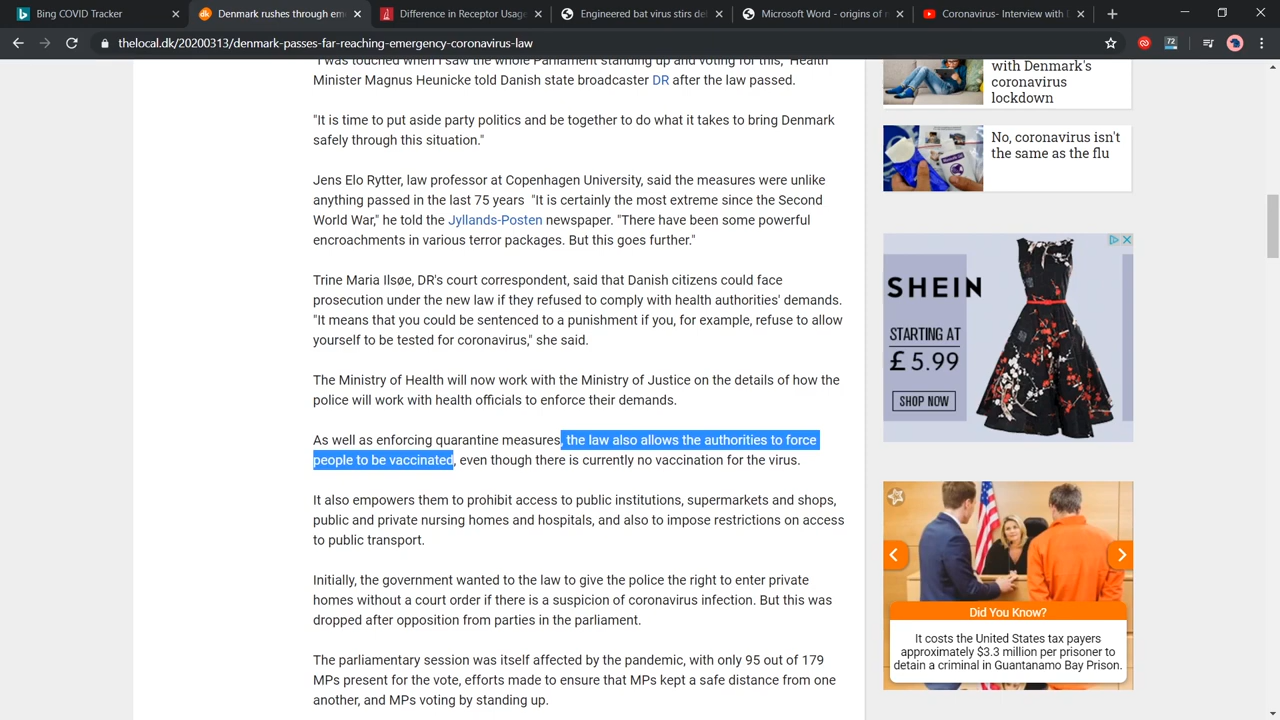 Bing COVID Tracker
Denmark rushes through em
Difference in Receptor Usage
Engineered bat virus stirs de
Microsoft Word - origins of
Coronavirus- Interview with
thelocal.dk/20200313/denmark-passes-far-reaching-emergency-coronavirus-law
72
"I was touched when I saw the whole Parliament standing up and voting for this," Health
Minister Magnus Heunicke told Danish state broadcaster DR after the law passed.
"It is time to put aside party politics and be together to do what it takes to bring Denmark
safely through this situation."
Jens Elo Rytter, law professor at Copenhagen University, said the measures were unlike
anything passed in the last 75 years "It is certainly the most extreme since the Second
World War," he told the Jyllands-Posten newspaper. "There have been some powerful
encroachments in various terror packages. But this goes further."
Trine Maria Ilsøe, DR's court correspondent, said that Danish citizens could face
prosecution under the new law if they refused to comply with health authorities' demands.
"It means that you could be sentenced to a punishment if you, for example, refuse to allow
yourself to be tested for coronavirus," she said.
The Ministry of Health will now work with the Ministry of Justice on the details of how the
police will work with health officials to enforce their demands.
As well as enforcing quarantine measures, the law also allows the authorities to force
people to be vaccinated, even though there is currently no vaccination for the virus.
It also empowers them to prohibit access to public institutions, supermarkets and shops,
public and private nursing homes and hospitals, and also to impose restrictions on access
to public transport.
Initially, the government wanted to the law to give the police the right to enter private
homes without a court order if there is a suspicion of coronavirus infection. But this was
dropped after opposition from parties in the parliament.
The parliamentary session was itself affected by the pandemic, with only 95 out of 179
MPs present for the vote, efforts made to ensure that MPs kept a safe distance from one
another, and MPs voting by standing up.
with Denmark's
coronavirus
lockdown
No, coronavirus isn't
the same as the flu
SHEIN
STARTING AT
£ 5.99
SHOP NOW
Did You Know?
It costs the United States tax payers
approximately $3.3 million per prisoner to
detain a criminal in Guantanamo Bay Prison.